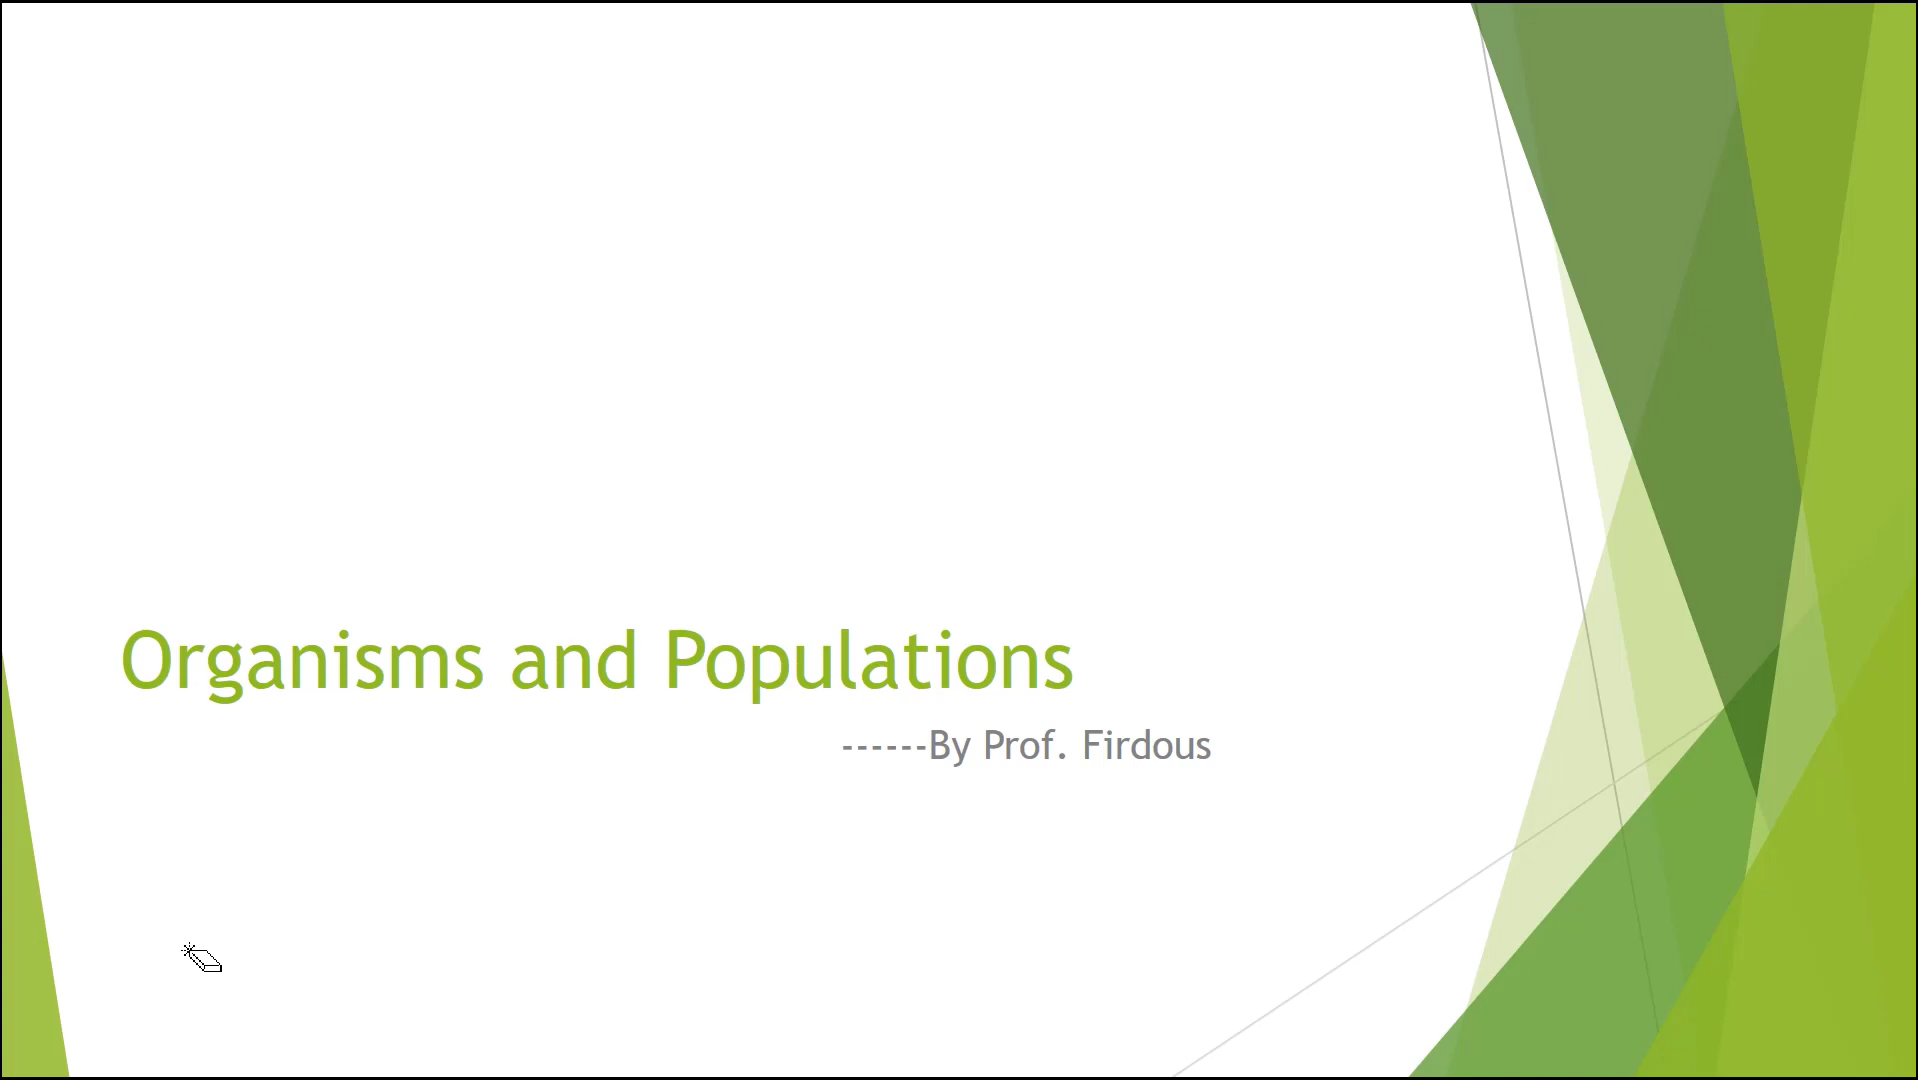 Organisms and Populations
------By Prof. Firdous